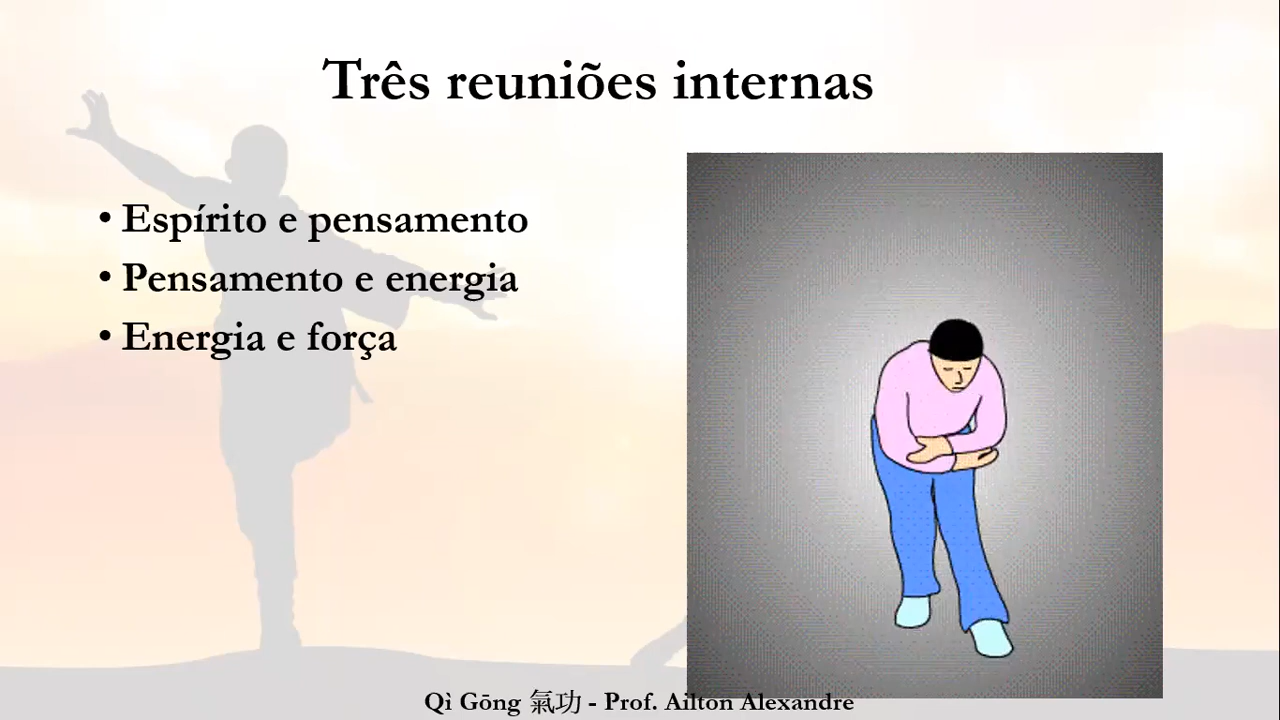 Três reuniões internas
• Espírito e pensamento
• Pensamento e energia
• Energia e força
Qì Gōng 氣功 - Prof. Ailton Alexandre